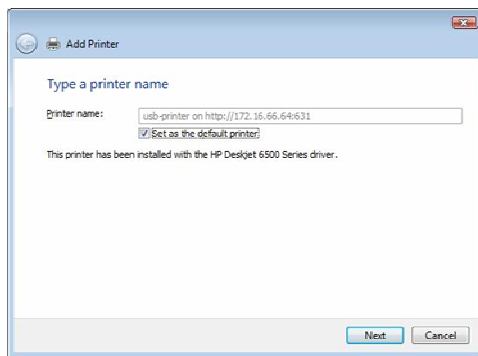 Add Printer
Type a printer name
Printer name:
usb-printer on http://172.16.66.64:631
Set as the default printer
This printer has been installed with the HP Deskjet 6500 Series driver.
Next
Cancel